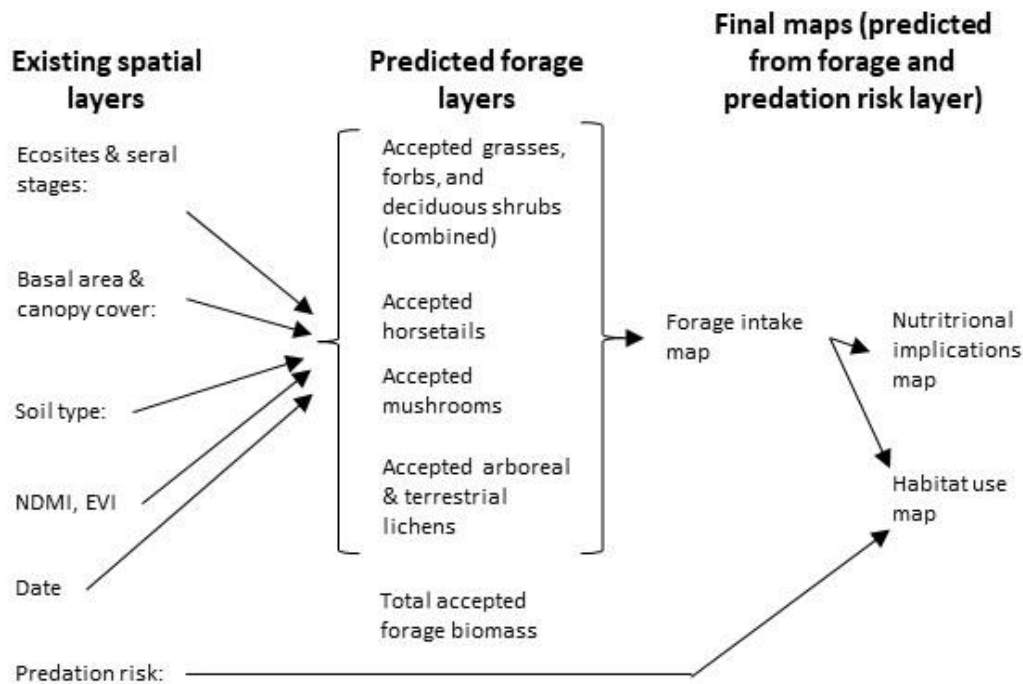 Existing spatial
layers
Ecosites & seral
stages:
Basal area &
canopy cover:
Soil type:
NDMI, EVI
Date
Predation risk:
Predicted forage
layers
Accepted grasses,
forbs, and
deciduous shrubs
(combined)
Accepted
horsetails
Accepted
mushrooms
Accepted arboreal
& terrestrial
lichens
Total accepted
forage biomass
Final maps (predicted
from forage and
predation risk layer)
Forage intake
map
Nutritrional
implications
map
Habitat use
map